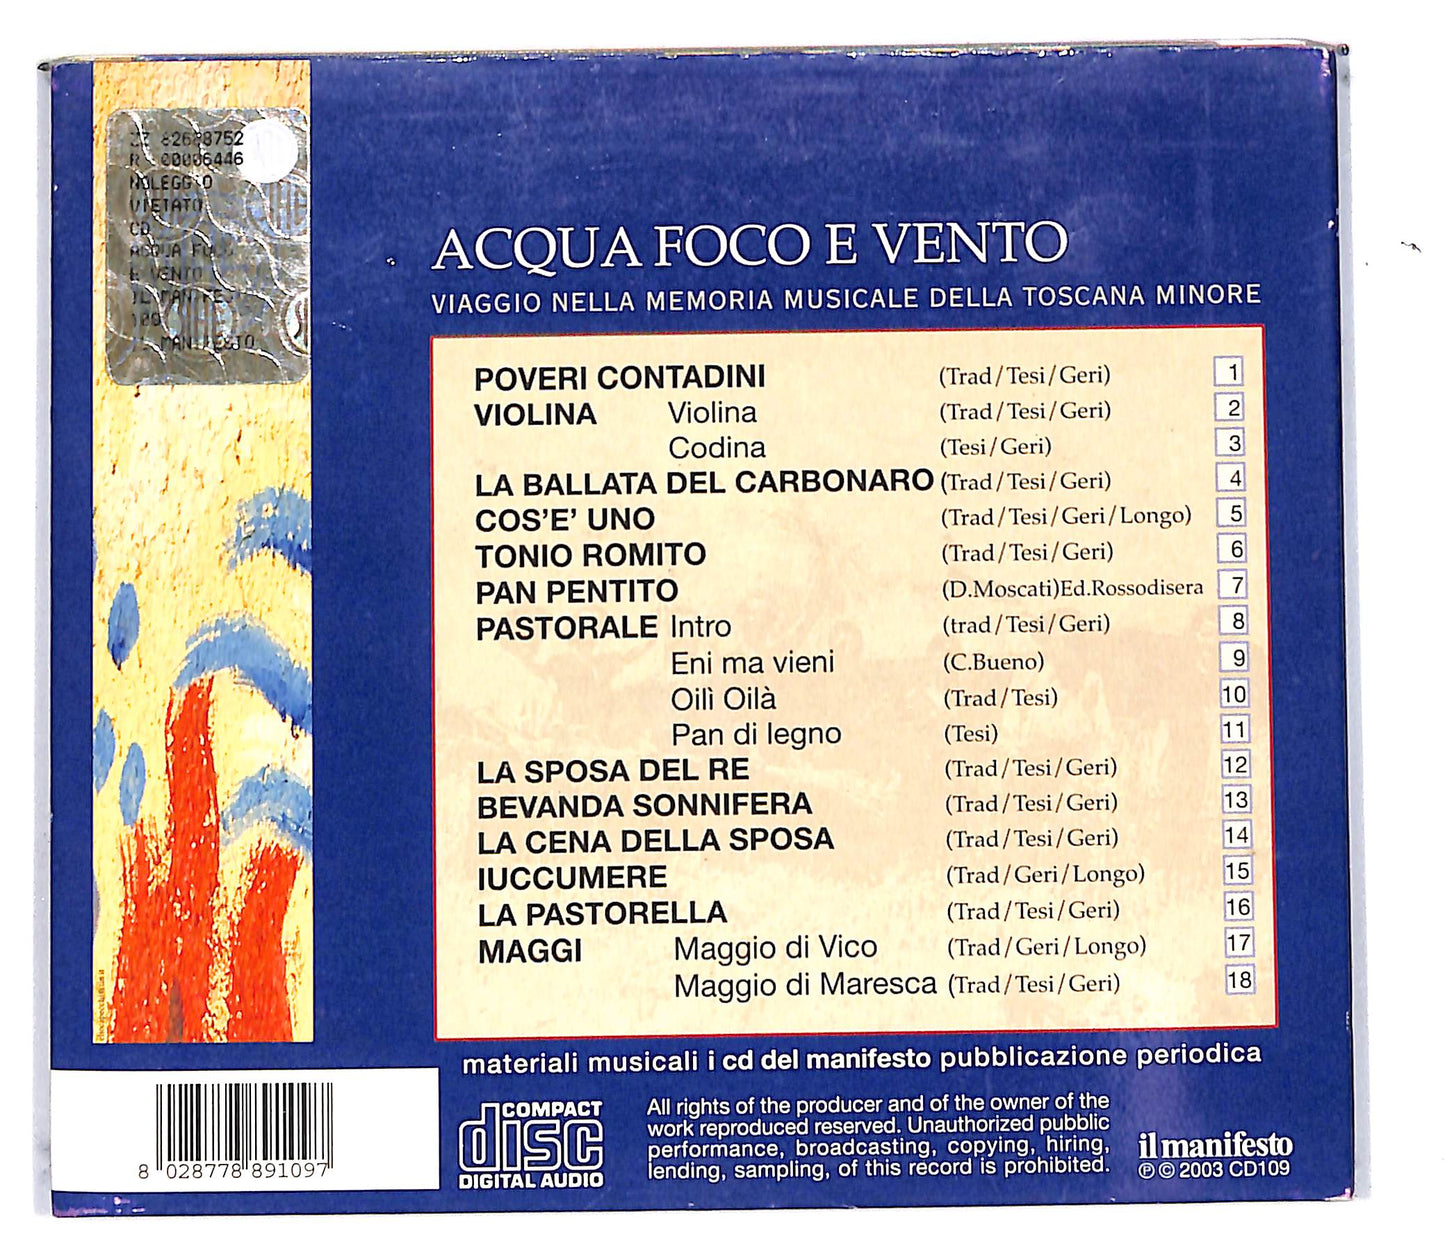 ZZ 82688752
R 00006446
NOLEGGIO
VIETATO
CD
ACQUA FOCO
E VENTO
IL MANIFESTO
ACQUA FOCO E VENTO
VIAGGIO NELLA MEMORIA MUSICALE DELLA TOSCANA MINORE
POVERI CONTADINI (Trad/Tesi/Geri) 1
VIOLINA Violina (Trad/Tesi/Geri) 2
Codina (Tesi/Geri) 3
LA BALLATA DEL CARBONARO (Trad/Tesi/Geri) 4
COS'E' UNO (Trad/Tesi/Geri/Longo) 5
TONIO ROMITO (Trad/Tesi/Geri) 6
PAN PENTITO (D.Moscati)Ed.Rossodisera 7
PASTORALE Intro (trad/Tesi/Geri) 8
Eni ma vieni (C.Bueno) 9
Oilì Oilà (Trad/Tesi) 10
Pan di legno (Tesi) 11
LA SPOSA DEL RE (Trad/Tesi/Geri) 12
BEVANDA SONNIFERA (Trad/Tesi/Geri) 13
LA CENA DELLA SPOSA (Trad/Tesi/Geri) 14
IUCCUMERE (Trad/Geri/Longo) 15
LA PASTORELLA (Trad/Tesi/Geri) 16
MAGGI Maggio di Vico (Trad/Geri/Longo) 17
Maggio di Maresca (Trad/Tesi/Geri) 18
materiali musicali i cd del manifesto pubblicazione periodica
8 028778 891097
COMPACT
disc
DIGITAL AUDIO
All rights of the producer and of the owner of the
work reproduced reserved. Unauthorized pubblic
performance, broadcasting, copying, hiring,
lending, sampling, of this record is prohibited.
il manifesto
℗ © 2003 CD109